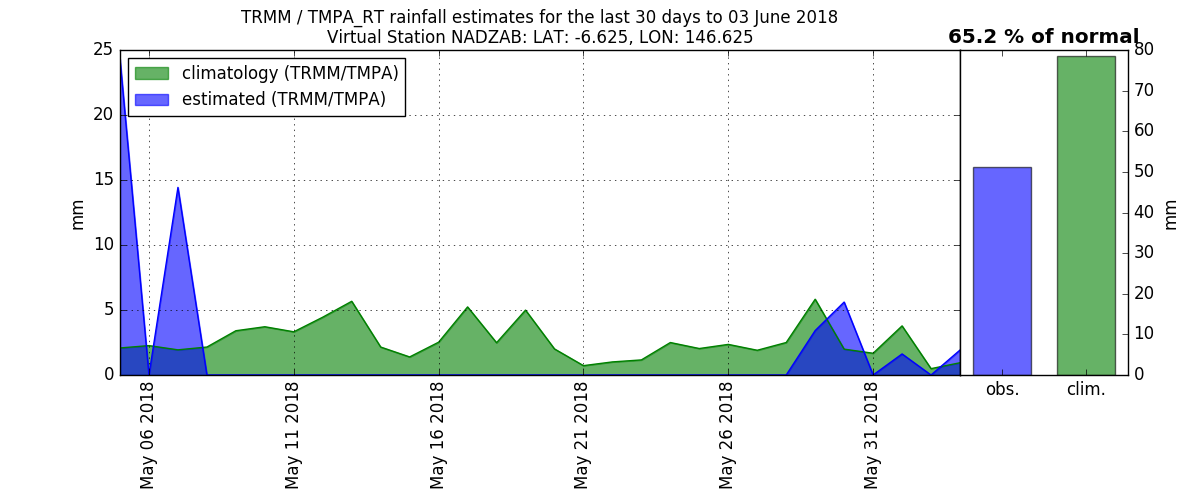 TRMM / TMPA_RT rainfall estimates for the last 30 days to 03 June 2018
Virtual Station NADZAB: LAT: -6.625, LON: 146.625
65.2 % of normal
climatology (TRMM/TMPA)
estimated (TRMM/TMPA)
25
20
15
10
5
0
mm
May 06 2018
May 11 2018
May 16 2018
May 21 2018
May 26 2018
May 31 2018
obs.
clim.
80
70
60
50
40
30
20
10
0
mm